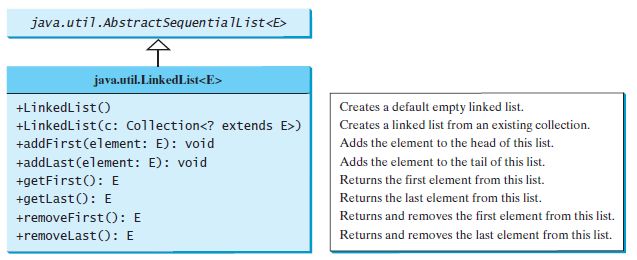 java.util.AbstractSequentialList<E>
java.util.LinkedList<E>
+LinkedList()
+LinkedList(c: Collection<? extends E>)
+addFirst(element: E): void
+addLast(element: E): void
+getFirst(): E
+getLast(): E
+removeFirst(): E
+removeLast(): E
Creates a default empty linked list.
Creates a linked list from an existing collection.
Adds the element to the head of this list.
Adds the element to the tail of this list.
Returns the first element from this list.
Returns the last element from this list.
Returns and removes the first element from this list.
Returns and removes the last element from this list.